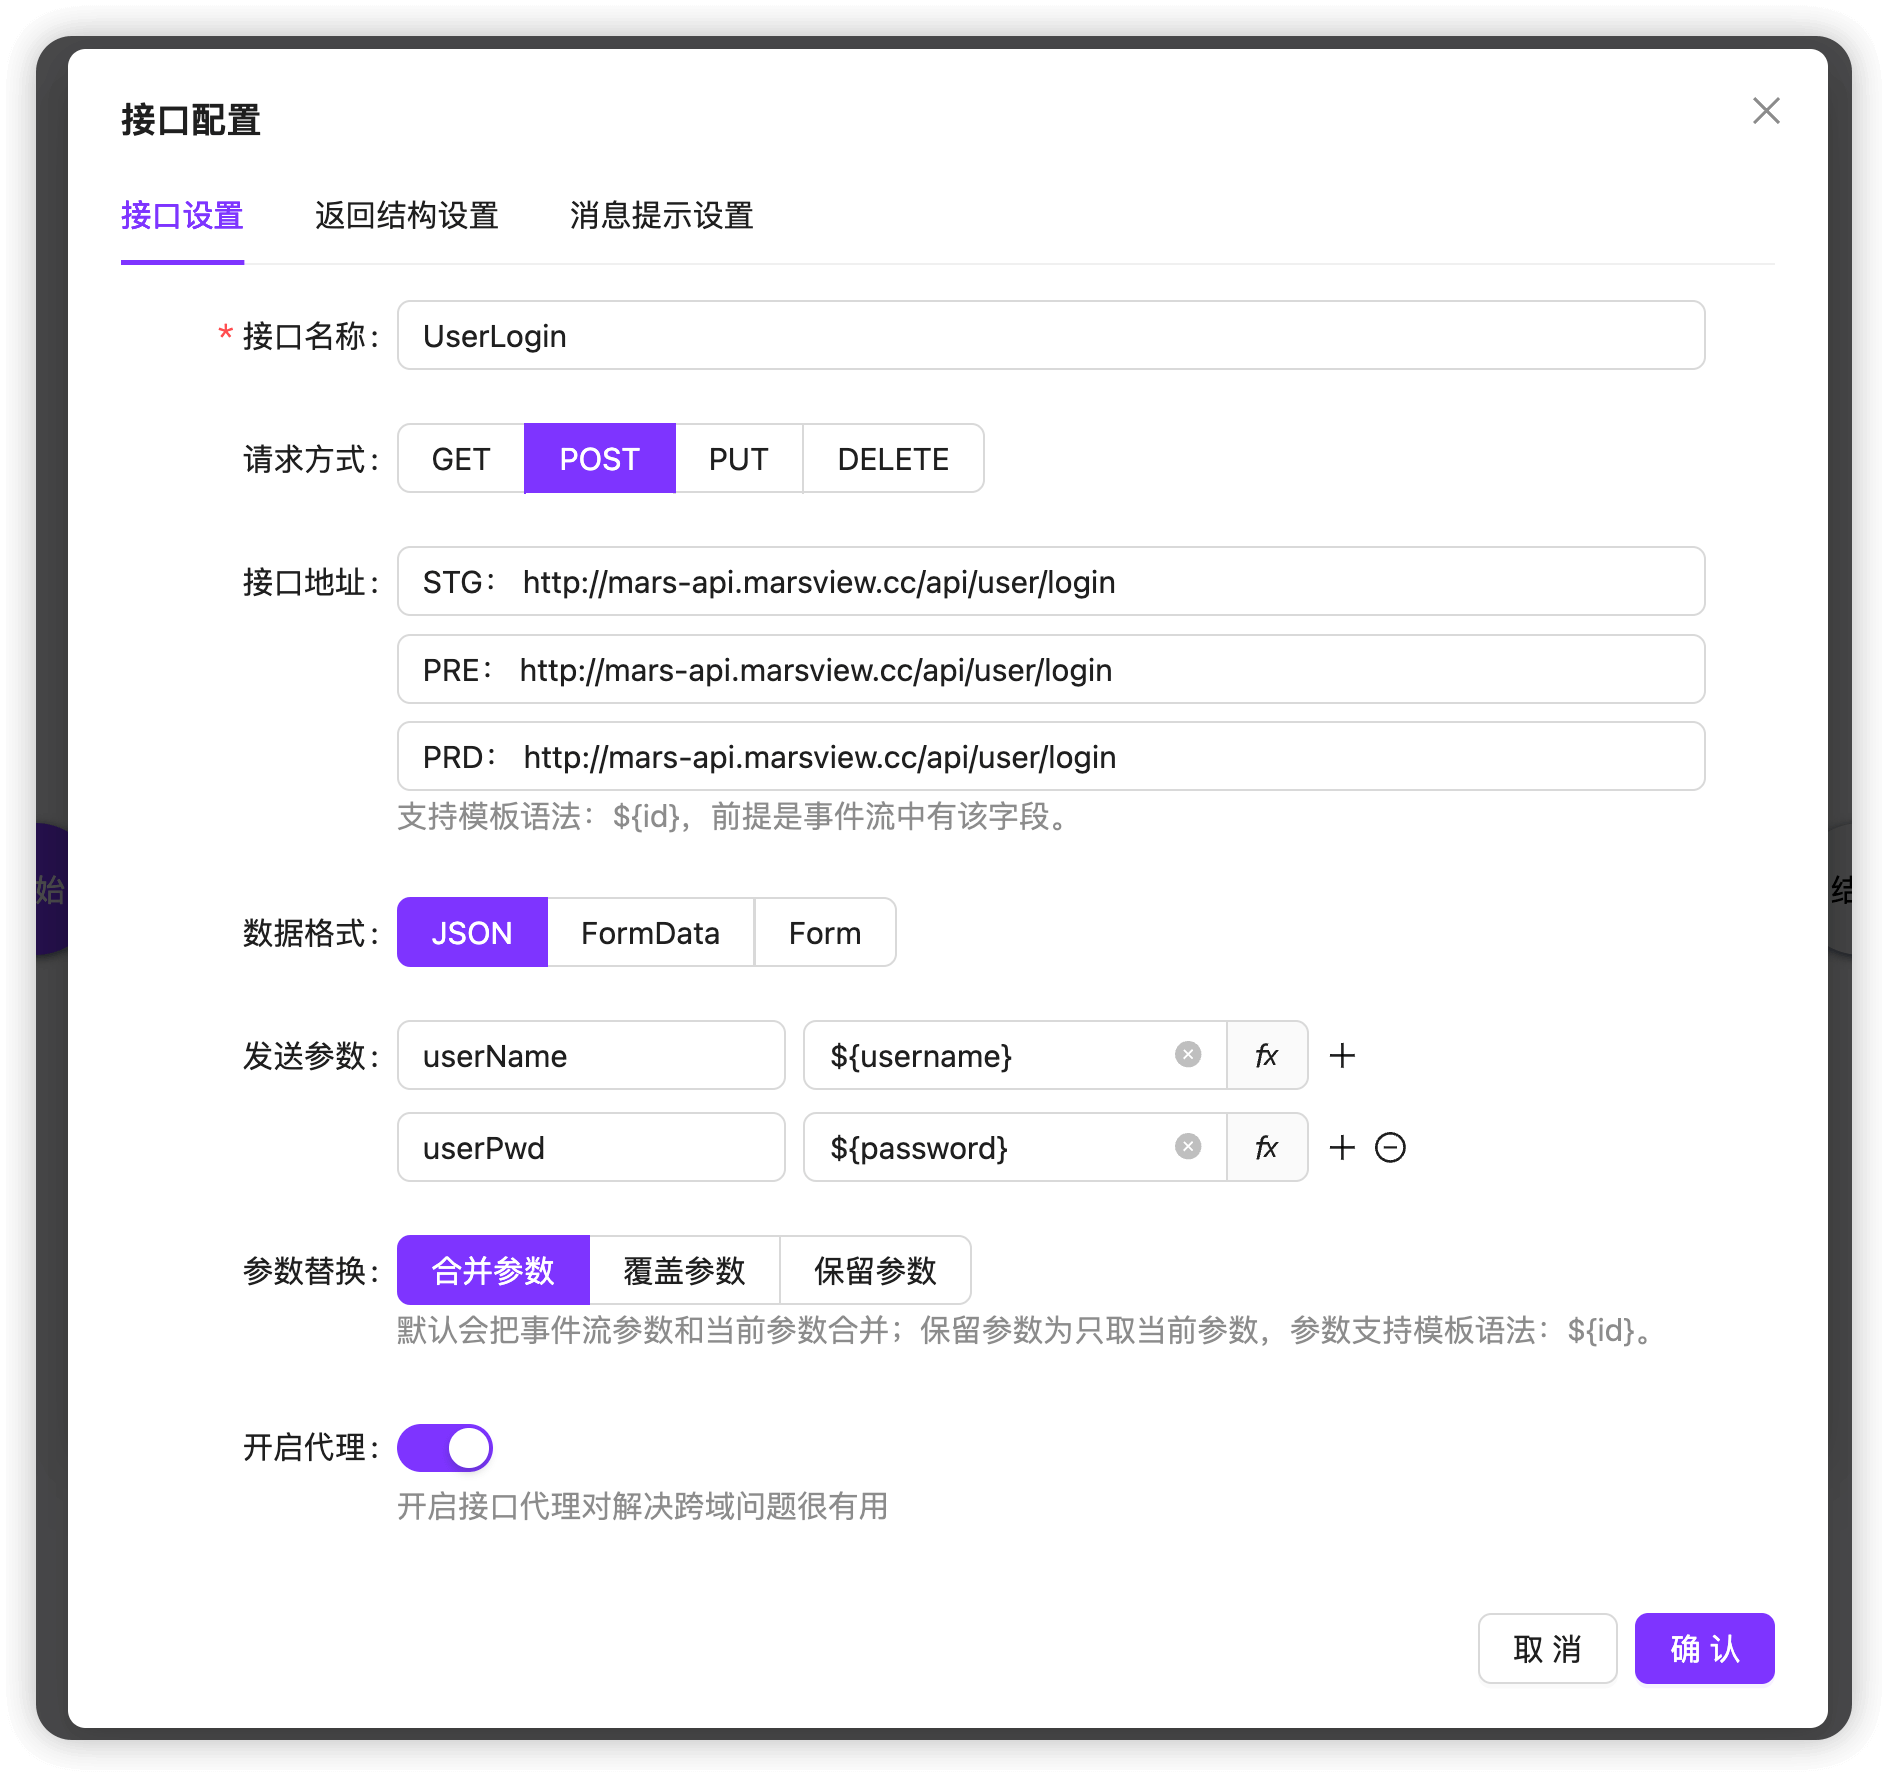 接口配置
接口设置 返回结构设置 消息提示设置
* 接口名称: UserLogin
请求方式: GET POST PUT DELETE
接口地址: STG： http://mars-api.marsview.cc/api/user/login
PRE： http://mars-api.marsview.cc/api/user/login
PRD： http://mars-api.marsview.cc/api/user/login
支持模板语法：${id}，前提是事件流中有该字段。
始
结
数据格式: JSON FormData Form
发送参数: userName ${username} fx
userPwd ${password} fx
参数替换: 合并参数 覆盖参数 保留参数
默认会把事件流参数和当前参数合并；保留参数为只取当前参数，参数支持模板语法：${id}。
开启代理:
开启接口代理对解决跨域问题很有用
取 消 确 认